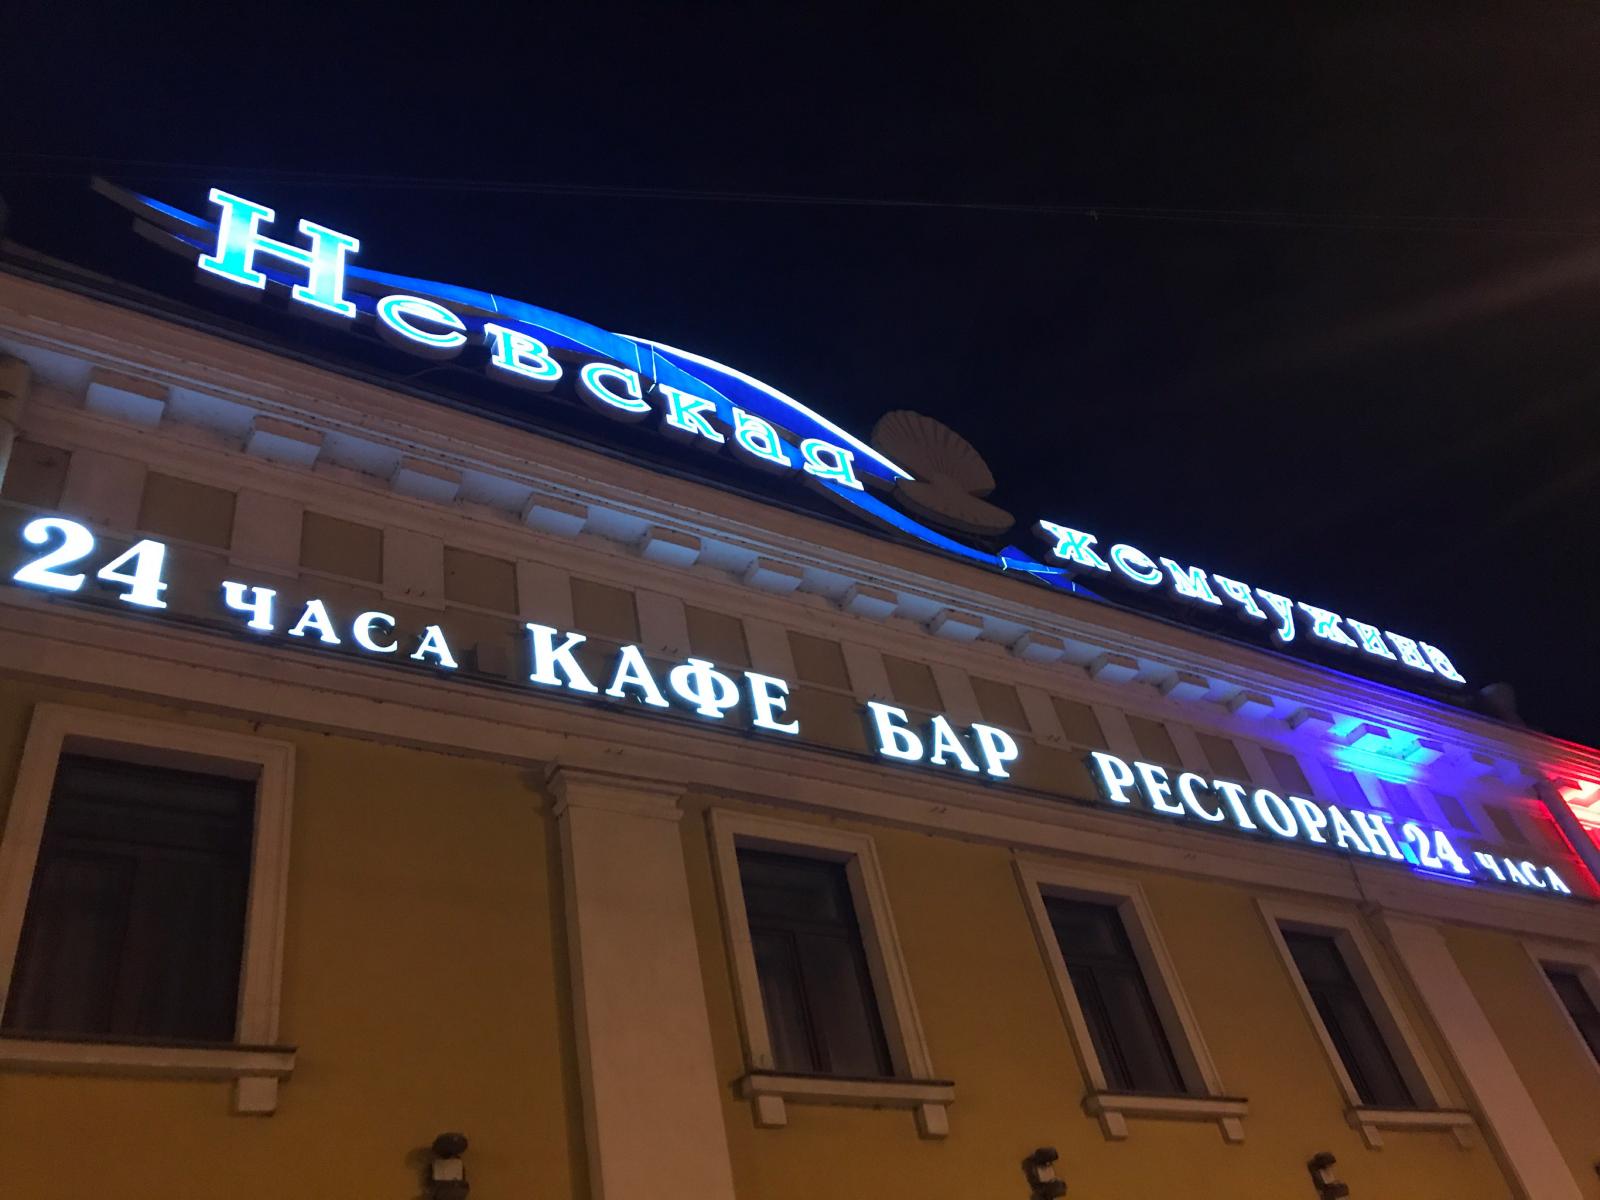 Невская жемчужина
24 ЧАСА КАФЕ БАР РЕСТОРАН 24 ЧАСА